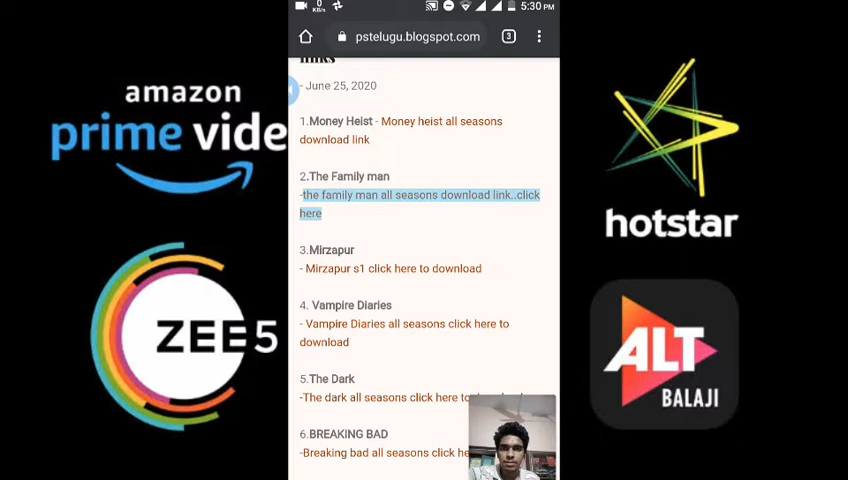 0
KB/s
5:30 PM
pstelugu.blogspot.com
3
links
- June 25, 2020
1.Money Heist - Money heist all seasons
download link
2.The Family man
-the family man all seasons download link..click
here
3.Mirzapur
- Mirzapur s1 click here to download
4. Vampire Diaries
- Vampire Diaries all seasons click here to
download
5.The Dark
-The dark all seasons click here to
6.BREAKING BAD
-Breaking bad all seasons click
amazon
prime vide
ZEE5
hotstar
ALT
BALAJI